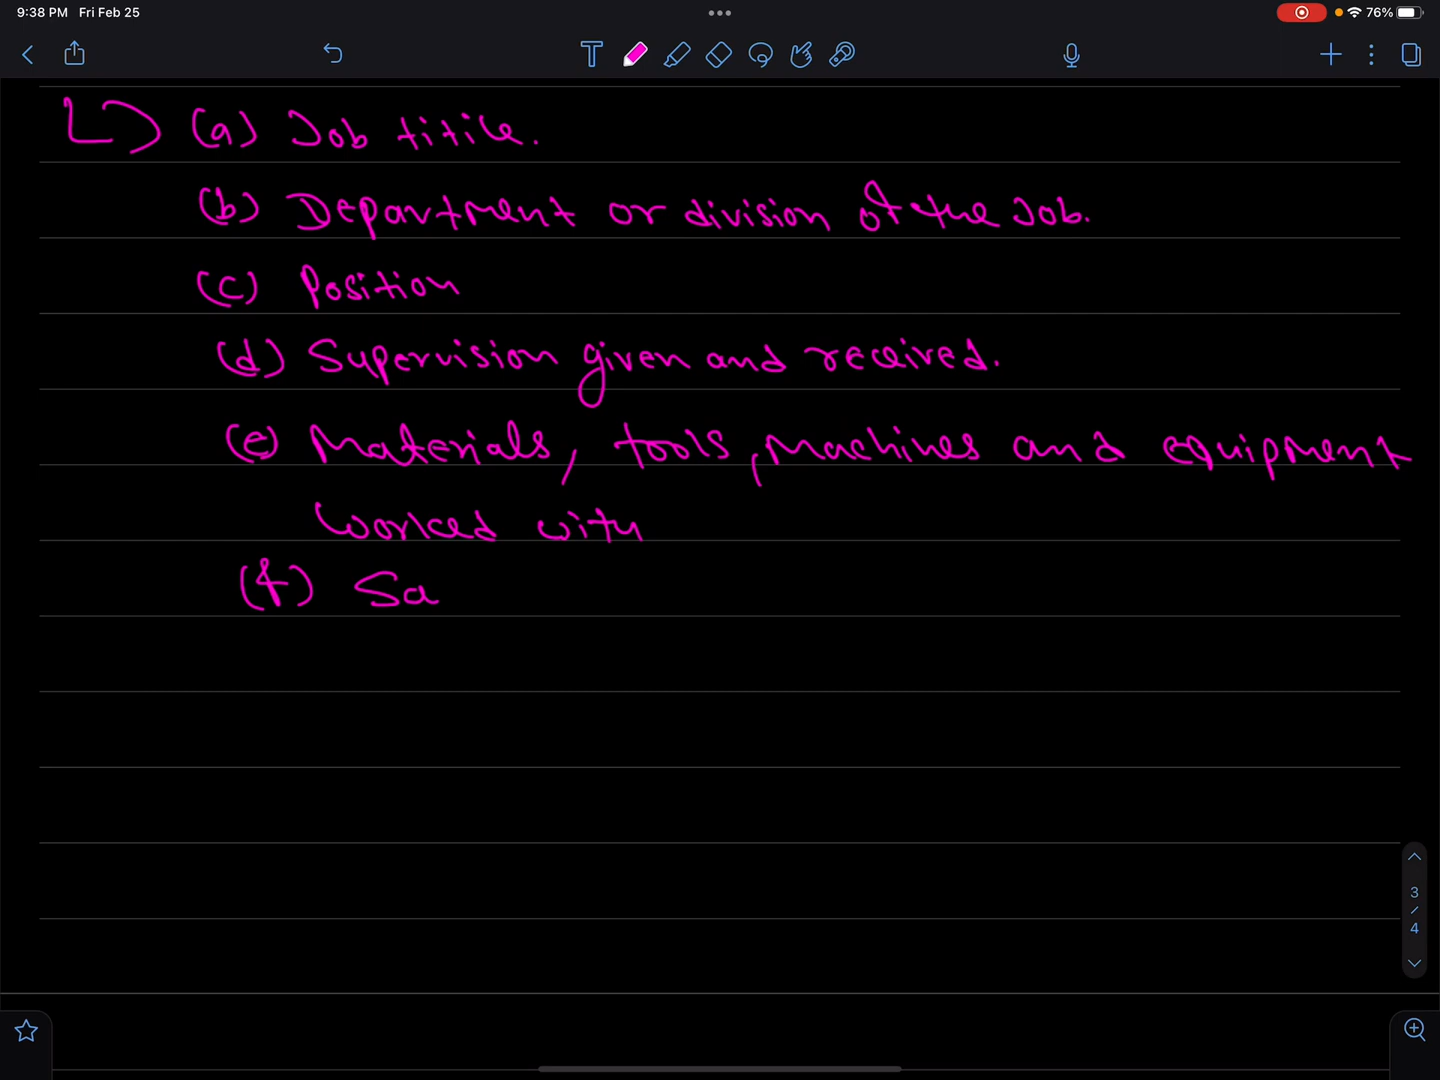 9:38 PM Fri Feb 25
76%
(a) Job titile.
(b) Department or division of the Job.
(c) Position
(d) Supervision given and received.
(e) Materials, tools, machines and equipment
worked with
(f) Sa
3
/
4